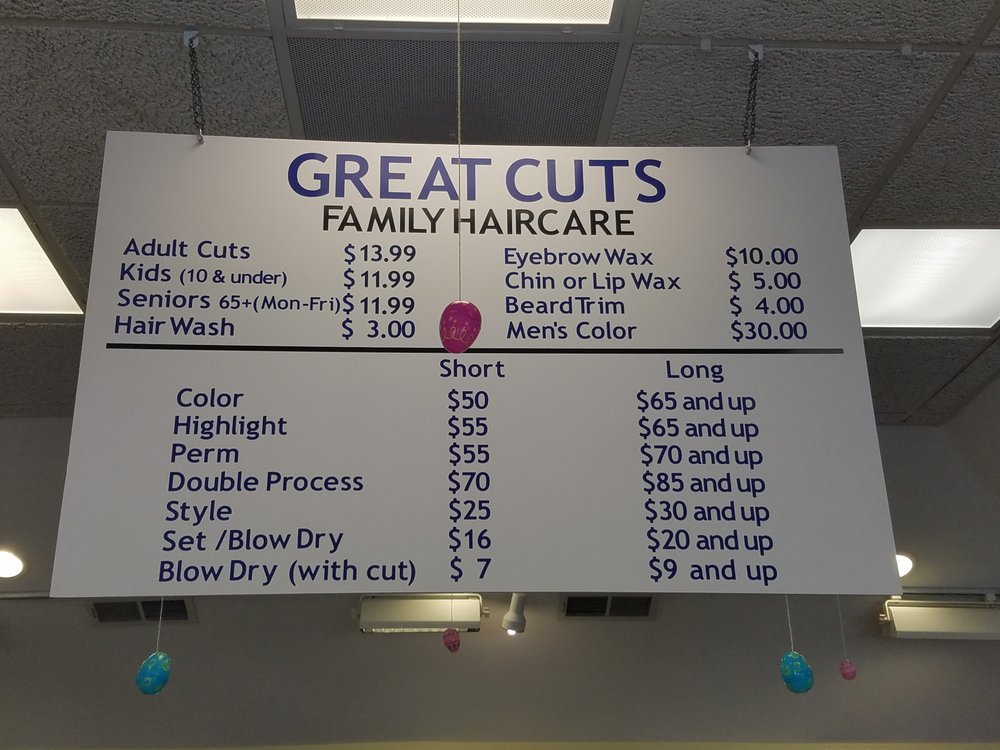 GREAT CUTS
FAMILY HAIRCARE
Adult Cuts $13.99
Kids (10 & under) $11.99
Seniors 65+(Mon-Fri) $11.99
Hair Wash $ 3.00
Eyebrow Wax $10.00
Chin or Lip Wax $ 5.00
Beard Trim $ 4.00
Men's Color $30.00
Short Long
Color $50 $65 and up
Highlight $55 $65 and up
Perm $55 $70 and up
Double Process $70 $85 and up
Style $25 $30 and up
Set /Blow Dry $16 $20 and up
Blow Dry (with cut) $ 7 $9 and up